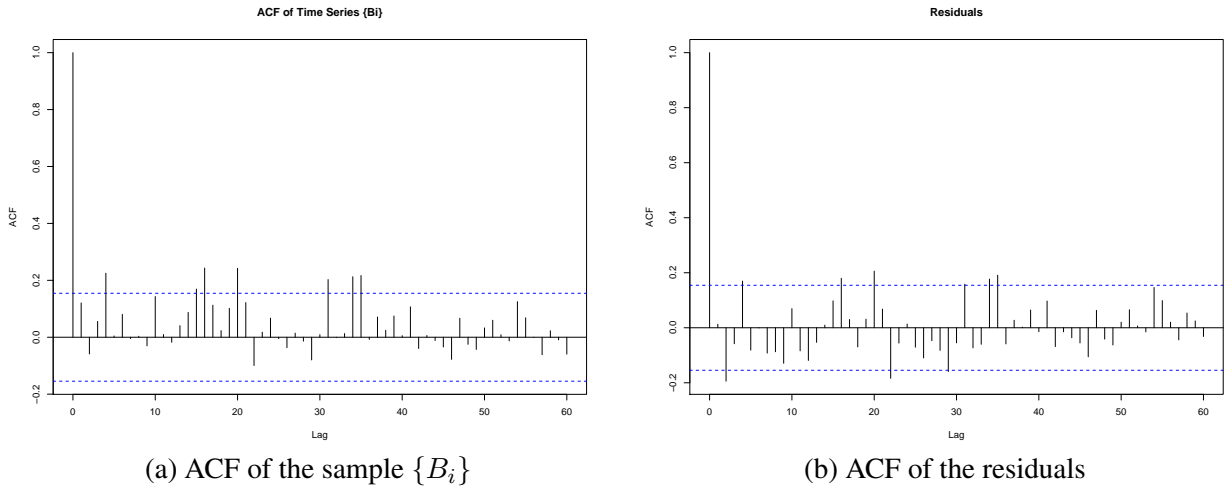 ACF of Time Series {Bi}
ACF
1.0
0.8
0.6
0.4
0.2
0.0
−0.2
0 10 20 30 40 50 60
Lag
(a) ACF of the sample {B_i}
Residuals
ACF
1.0
0.8
0.6
0.4
0.2
0.0
−0.2
0 10 20 30 40 50 60
Lag
(b) ACF of the residuals